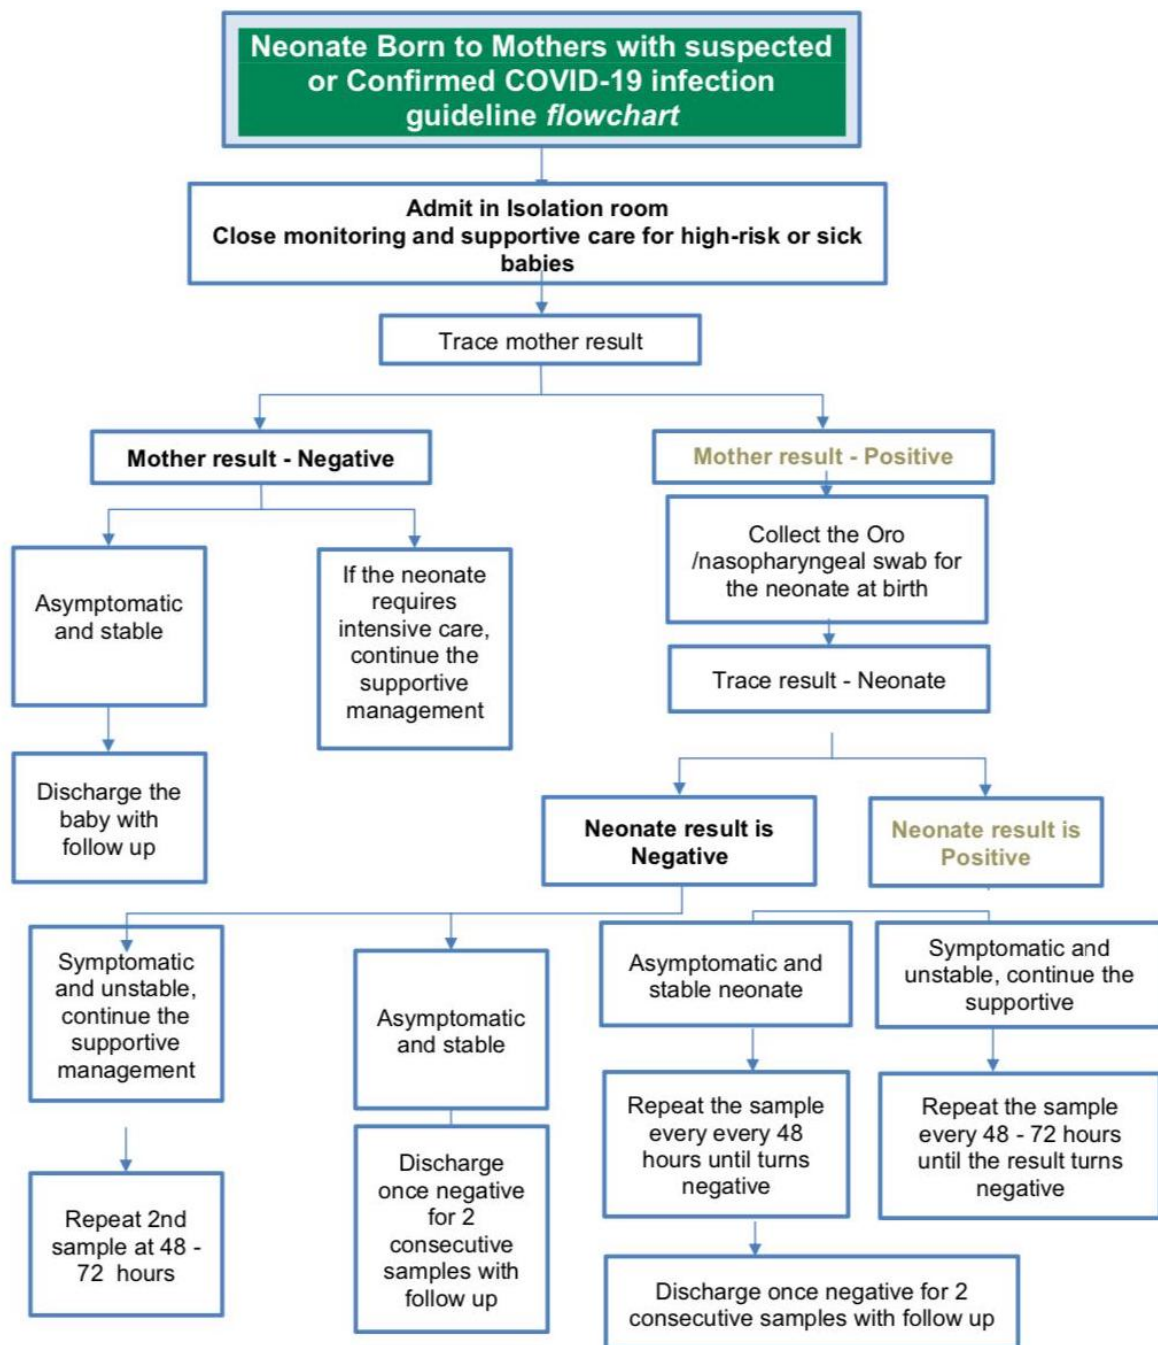 Neonate Born to Mothers with suspected
or Confirmed COVID-19 infection
guideline flowchart
Admit in Isolation room
Close monitoring and supportive care for high-risk or sick
babies
Trace mother result
Mother result - Negative
Mother result - Positive
Asymptomatic
and stable
If the neonate
requires
intensive care,
continue the
supportive
management
Collect the Oro
/nasopharyngeal swab for
the neonate at birth
Trace result - Neonate
Discharge the
baby with
follow up
Neonate result is
Negative
Neonate result is
Positive
Symptomatic
and unstable,
continue the
supportive
management
Asymptomatic
and stable
Asymptomatic and
stable neonate
Symptomatic and
unstable, continue the
supportive
Repeat 2nd
sample at 48 -
72 hours
Discharge
once negative
for 2
consecutive
samples with
follow up
Repeat the sample
every every 48
hours until turns
negative
Repeat the sample
every 48 - 72 hours
until the result turns
negative
Discharge once negative for 2
consecutive samples with follow up